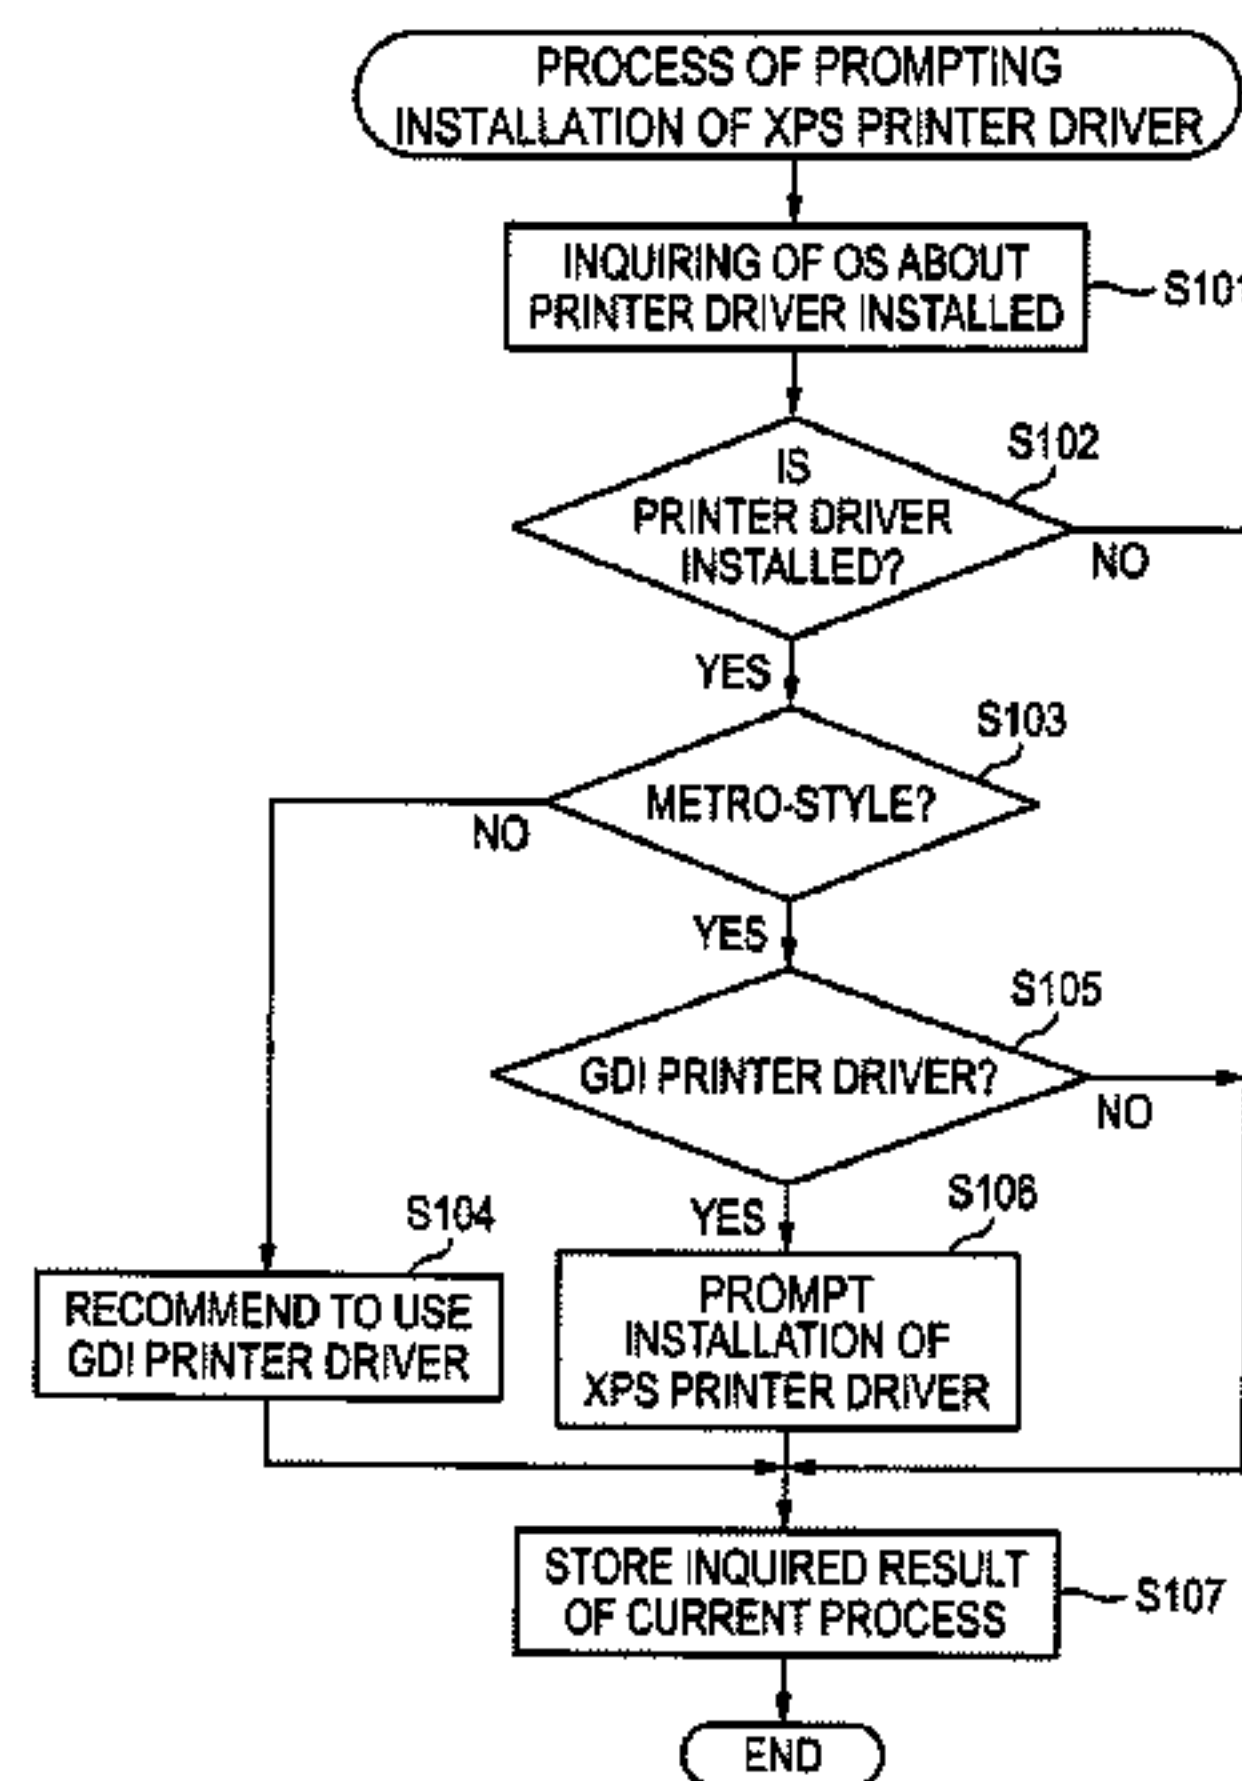 PROCESS OF PROMPTING
INSTALLATION OF XPS PRINTER DRIVER
INQUIRING OF OS ABOUT
PRINTER DRIVER INSTALLED
S101
IS
PRINTER DRIVER
INSTALLED?
S102
NO
YES
METRO-STYLE?
S103
NO
YES
GDI PRINTER DRIVER?
S105
NO
YES
S104
RECOMMEND TO USE
GDI PRINTER DRIVER
S106
PROMPT
INSTALLATION OF
XPS PRINTER DRIVER
STORE INQUIRED RESULT
OF CURRENT PROCESS
S107
END